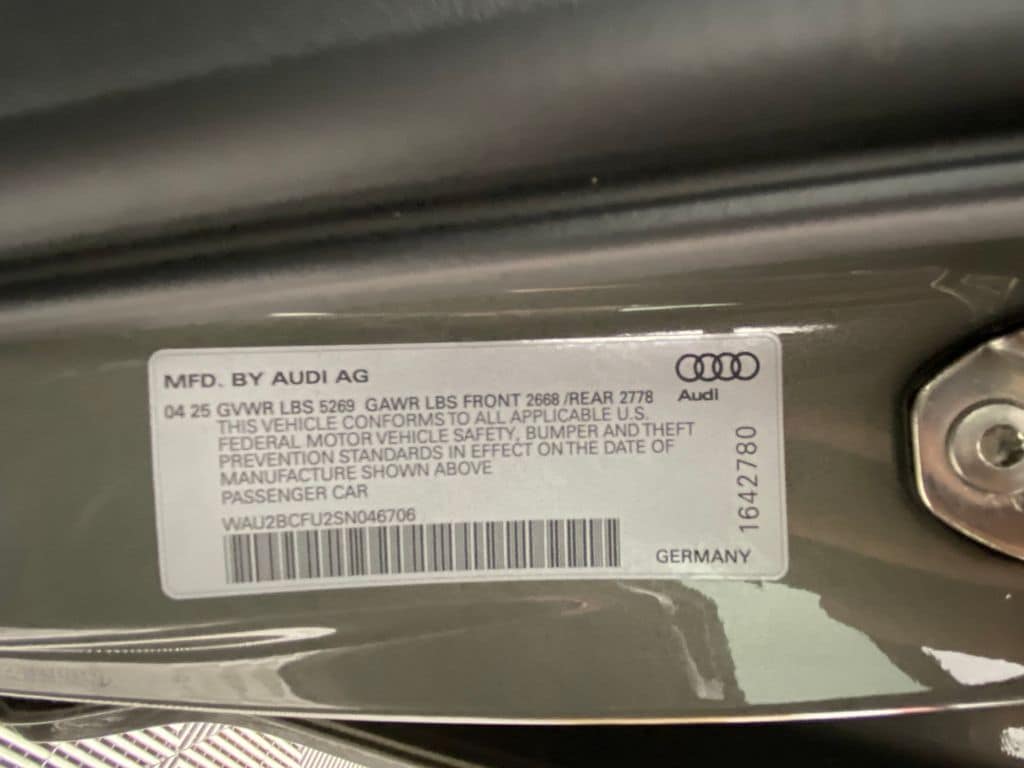 MFD. BY AUDI AG
Audi
04 25 GVWR LBS 5269 GAWR LBS FRONT 2668 /REAR 2778
THIS VEHICLE CONFORMS TO ALL APPLICABLE U.S.
FEDERAL MOTOR VEHICLE SAFETY, BUMPER AND THEFT
PREVENTION STANDARDS IN EFFECT ON THE DATE OF
MANUFACTURE SHOWN ABOVE
PASSENGER CAR
WAU2BCFU2SN046706
GERMANY
1642780